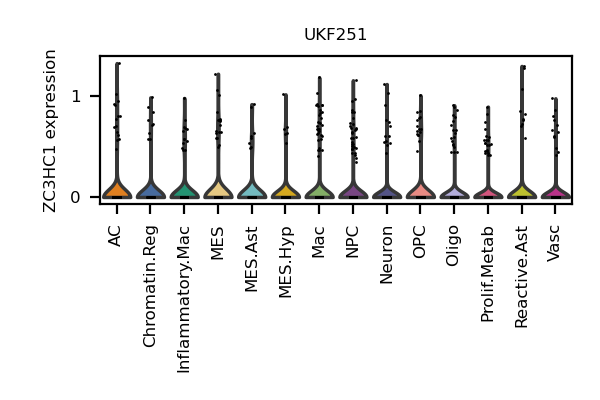 UKF251
ZC3HC1 expression
1
0
AC
Chromatin.Reg
Inflammatory.Mac
MES
MES.Ast
MES.Hyp
Mac
NPC
Neuron
OPC
Oligo
Prolif.Metab
Reactive.Ast
Vasc